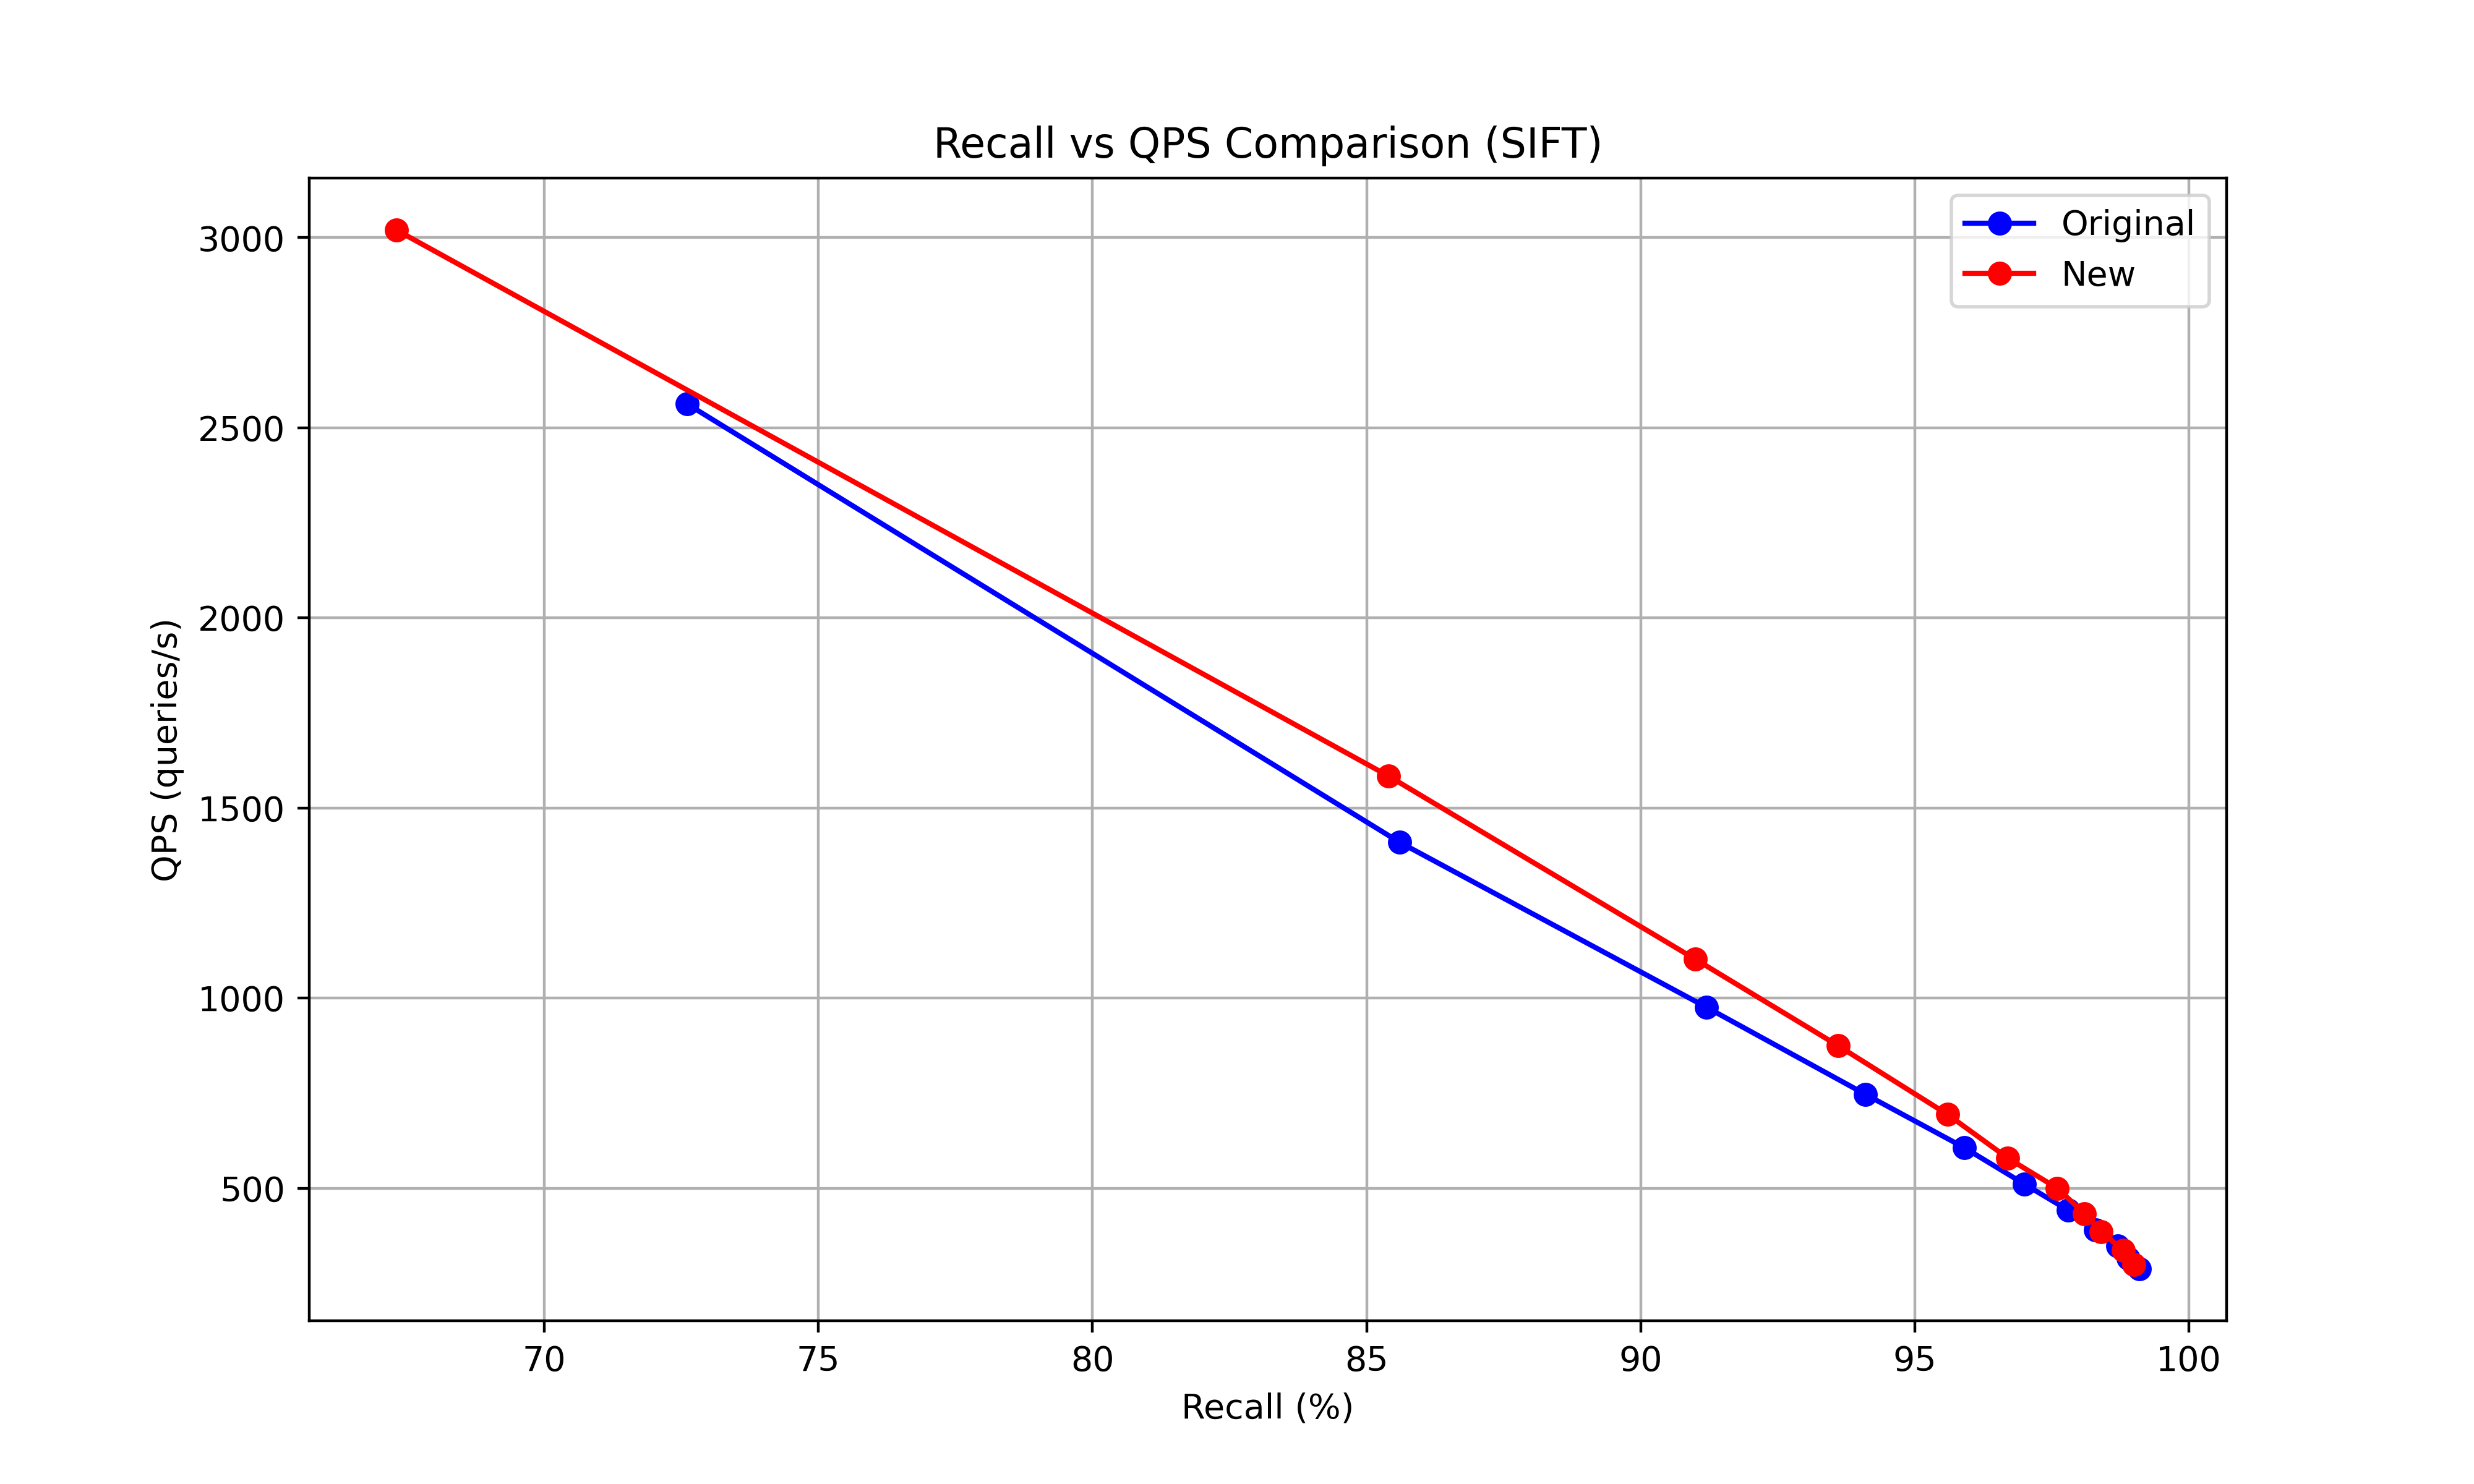 Recall vs QPS Comparison (SIFT)
Original
New
QPS (queries/s)
3000
2500
2000
1500
1000
500
70 75 80 85 90 95 100
Recall (%)